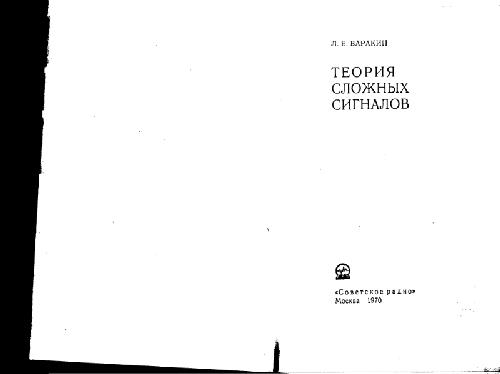 Л. Е. ВАРАКИН
ТЕОРИЯ
СЛОЖНЫХ
СИГНАЛОВ
«Советское радио»
Москва 1970